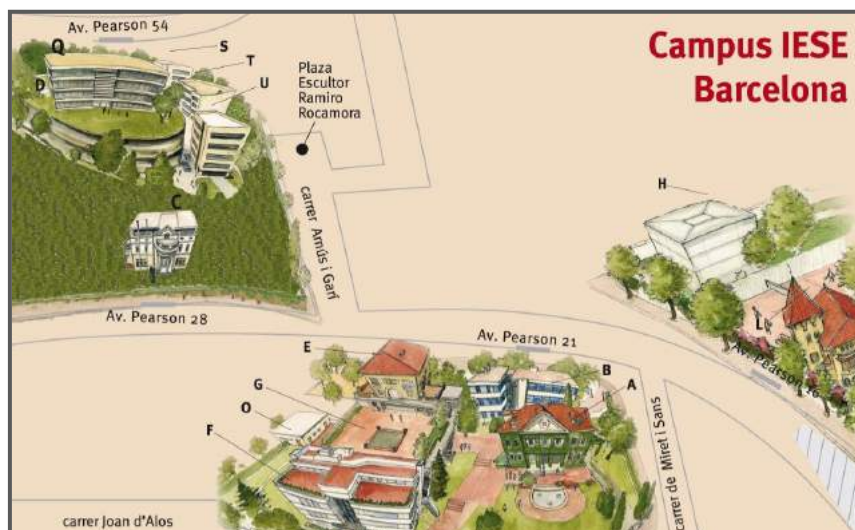 Av. Pearson 54
Campus IESE
Barcelona
Q
S
T
U
D
Plaza
Escultor
Ramiro
Rocamora
C
H
carrer Arnús i Garí
L
Av. Pearson 28
Av. Pearson 21
Av. Pearson 16
E
B
A
G
O
F
carrer de Miret i Sans
carrer Joan d'Alos